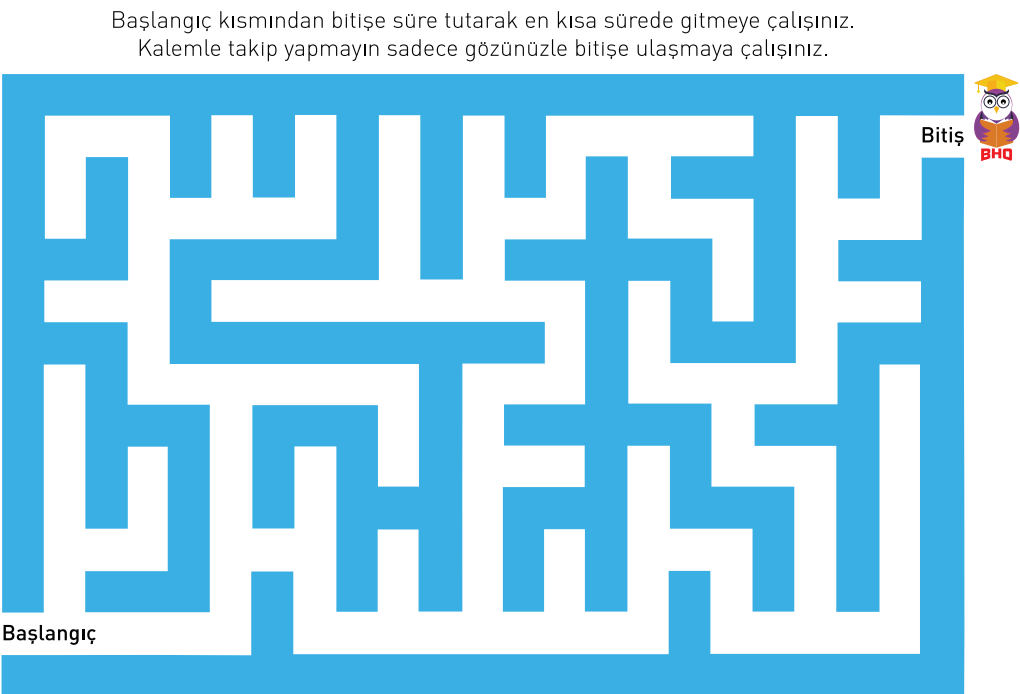 Başlangıç kısmından bitişe süre tutarak en kısa sürede gitmeye çalışınız.
Kalemle takip yapmayın sadece gözünüzle bitişe ulaşmaya çalışınız.
Bitiş
BHO
Başlangıç